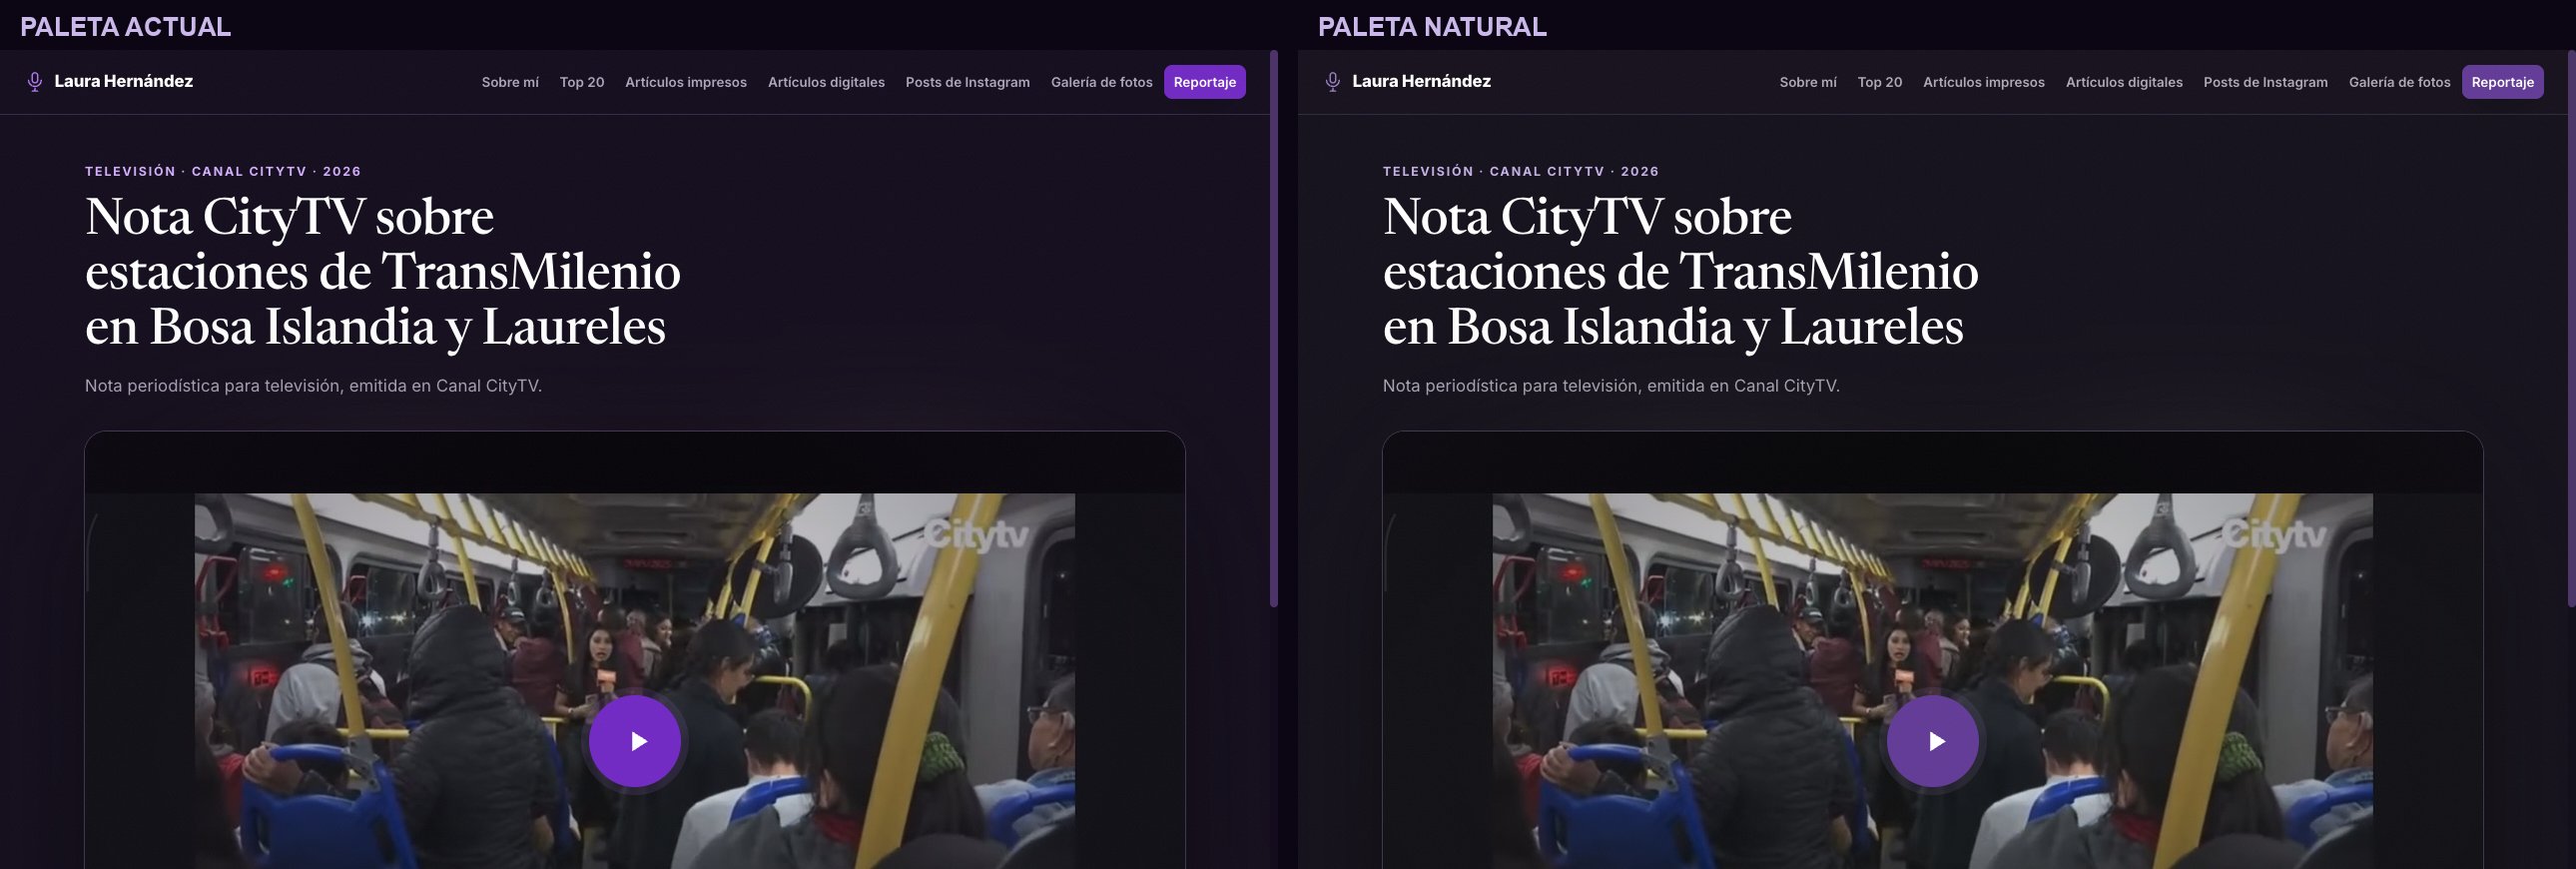 PALETA ACTUAL
Laura Hernández
Sobre mí
Top 20
Artículos impresos
Artículos digitales
Posts de Instagram
Galería de fotos
Reportaje
TELEVISIÓN · CANAL CITYTV · 2026
Nota CityTV sobre
estaciones de TransMilenio
en Bosa Islandia y Laureles
Nota periodística para televisión, emitida en Canal CityTV.
Citytv
PALETA NATURAL
Laura Hernández
Sobre mí
Top 20
Artículos impresos
Artículos digitales
Posts de Instagram
Galería de fotos
Reportaje
TELEVISIÓN · CANAL CITYTV · 2026
Nota CityTV sobre
estaciones de TransMilenio
en Bosa Islandia y Laureles
Nota periodística para televisión, emitida en Canal CityTV.
Citytv